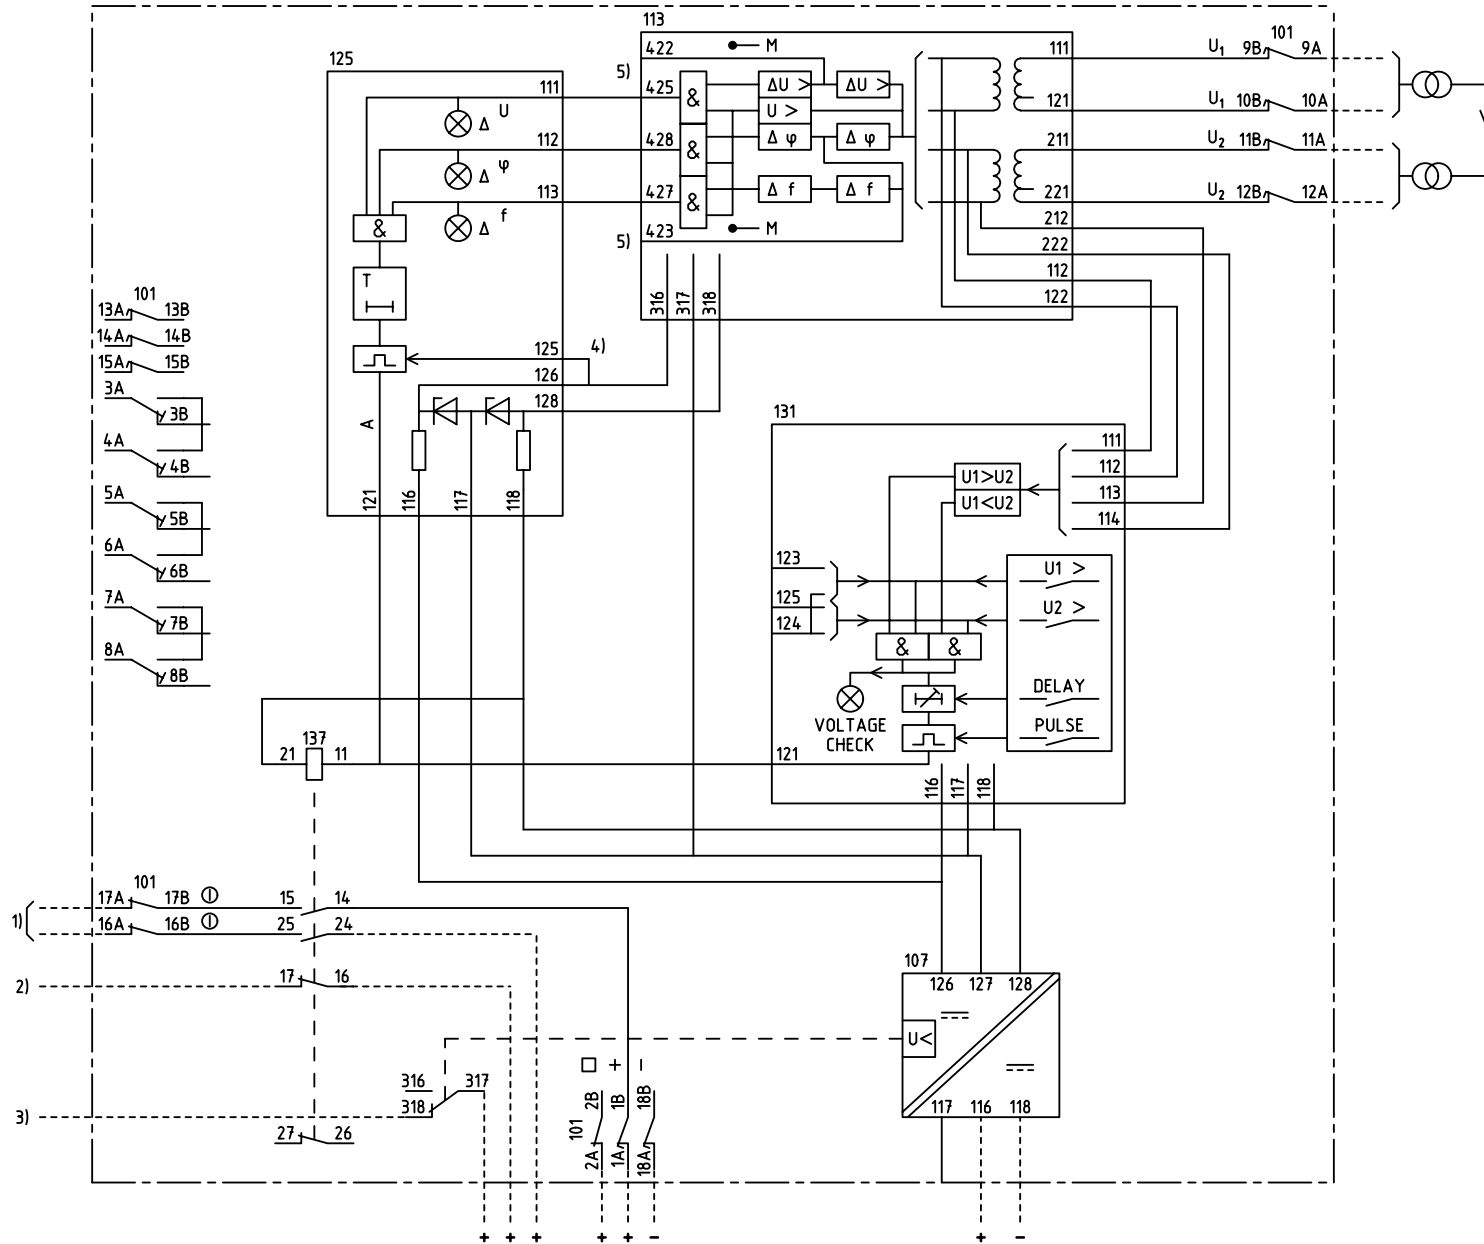 113
422 M 111 U1 9B 101 9A
125
5)
ΔU > ΔU >
111 425 &
U >
U Δ
121 U1 10B 10A
112 428 & Δ φ Δ φ 211 U2 11B 11A
φ Δ
113 427 & Δ f Δ f 221 U2 12B 12A
f Δ
& M 212
5) 423 222
T 112
316 317 318 122
101
13A 13B
14A 14B
15A 15B
125 4)
126
128
3A
3B
4A
4B
5A
5B
6A
6B
7A
7B
8A
8B
A
121 116 117 118
131
111
U1>U2 112
U1<U2 113
114
123 U1 >
125 U2 >
124
& &
DELAY
VOLTAGE CHECK
PULSE
137
21 11 121
116 117 118
101
17A 17B 15 14
1)
16A 16B 25 24
2) 17 16
107
126 127 128
U<
+ −
316 317
3) 318
2B 1B 18B
101
27 26
2A 1A 18A
117 116 118
+ + + + + − + −